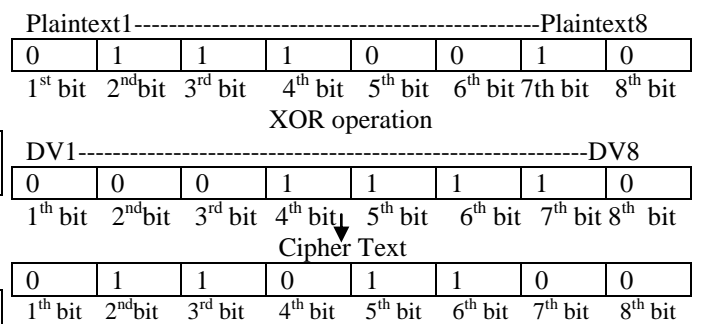 Plaintext1-----------------------------------------------Plaintext8
0 1 1 1 0 0 1 0
1st bit 2ndbit 3rd bit 4th bit 5th bit 6th bit 7th bit 8th bit
XOR operation
DV1----------------------------------------------------------DV8
0 0 0 1 1 1 1 0
1th bit 2ndbit 3rd bit 4th bit 5th bit 6th bit 7th bit 8th bit
Cipher Text
0 1 1 0 1 1 0 0
1th bit 2ndbit 3rd bit 4th bit 5th bit 6th bit 7th bit 8th bit